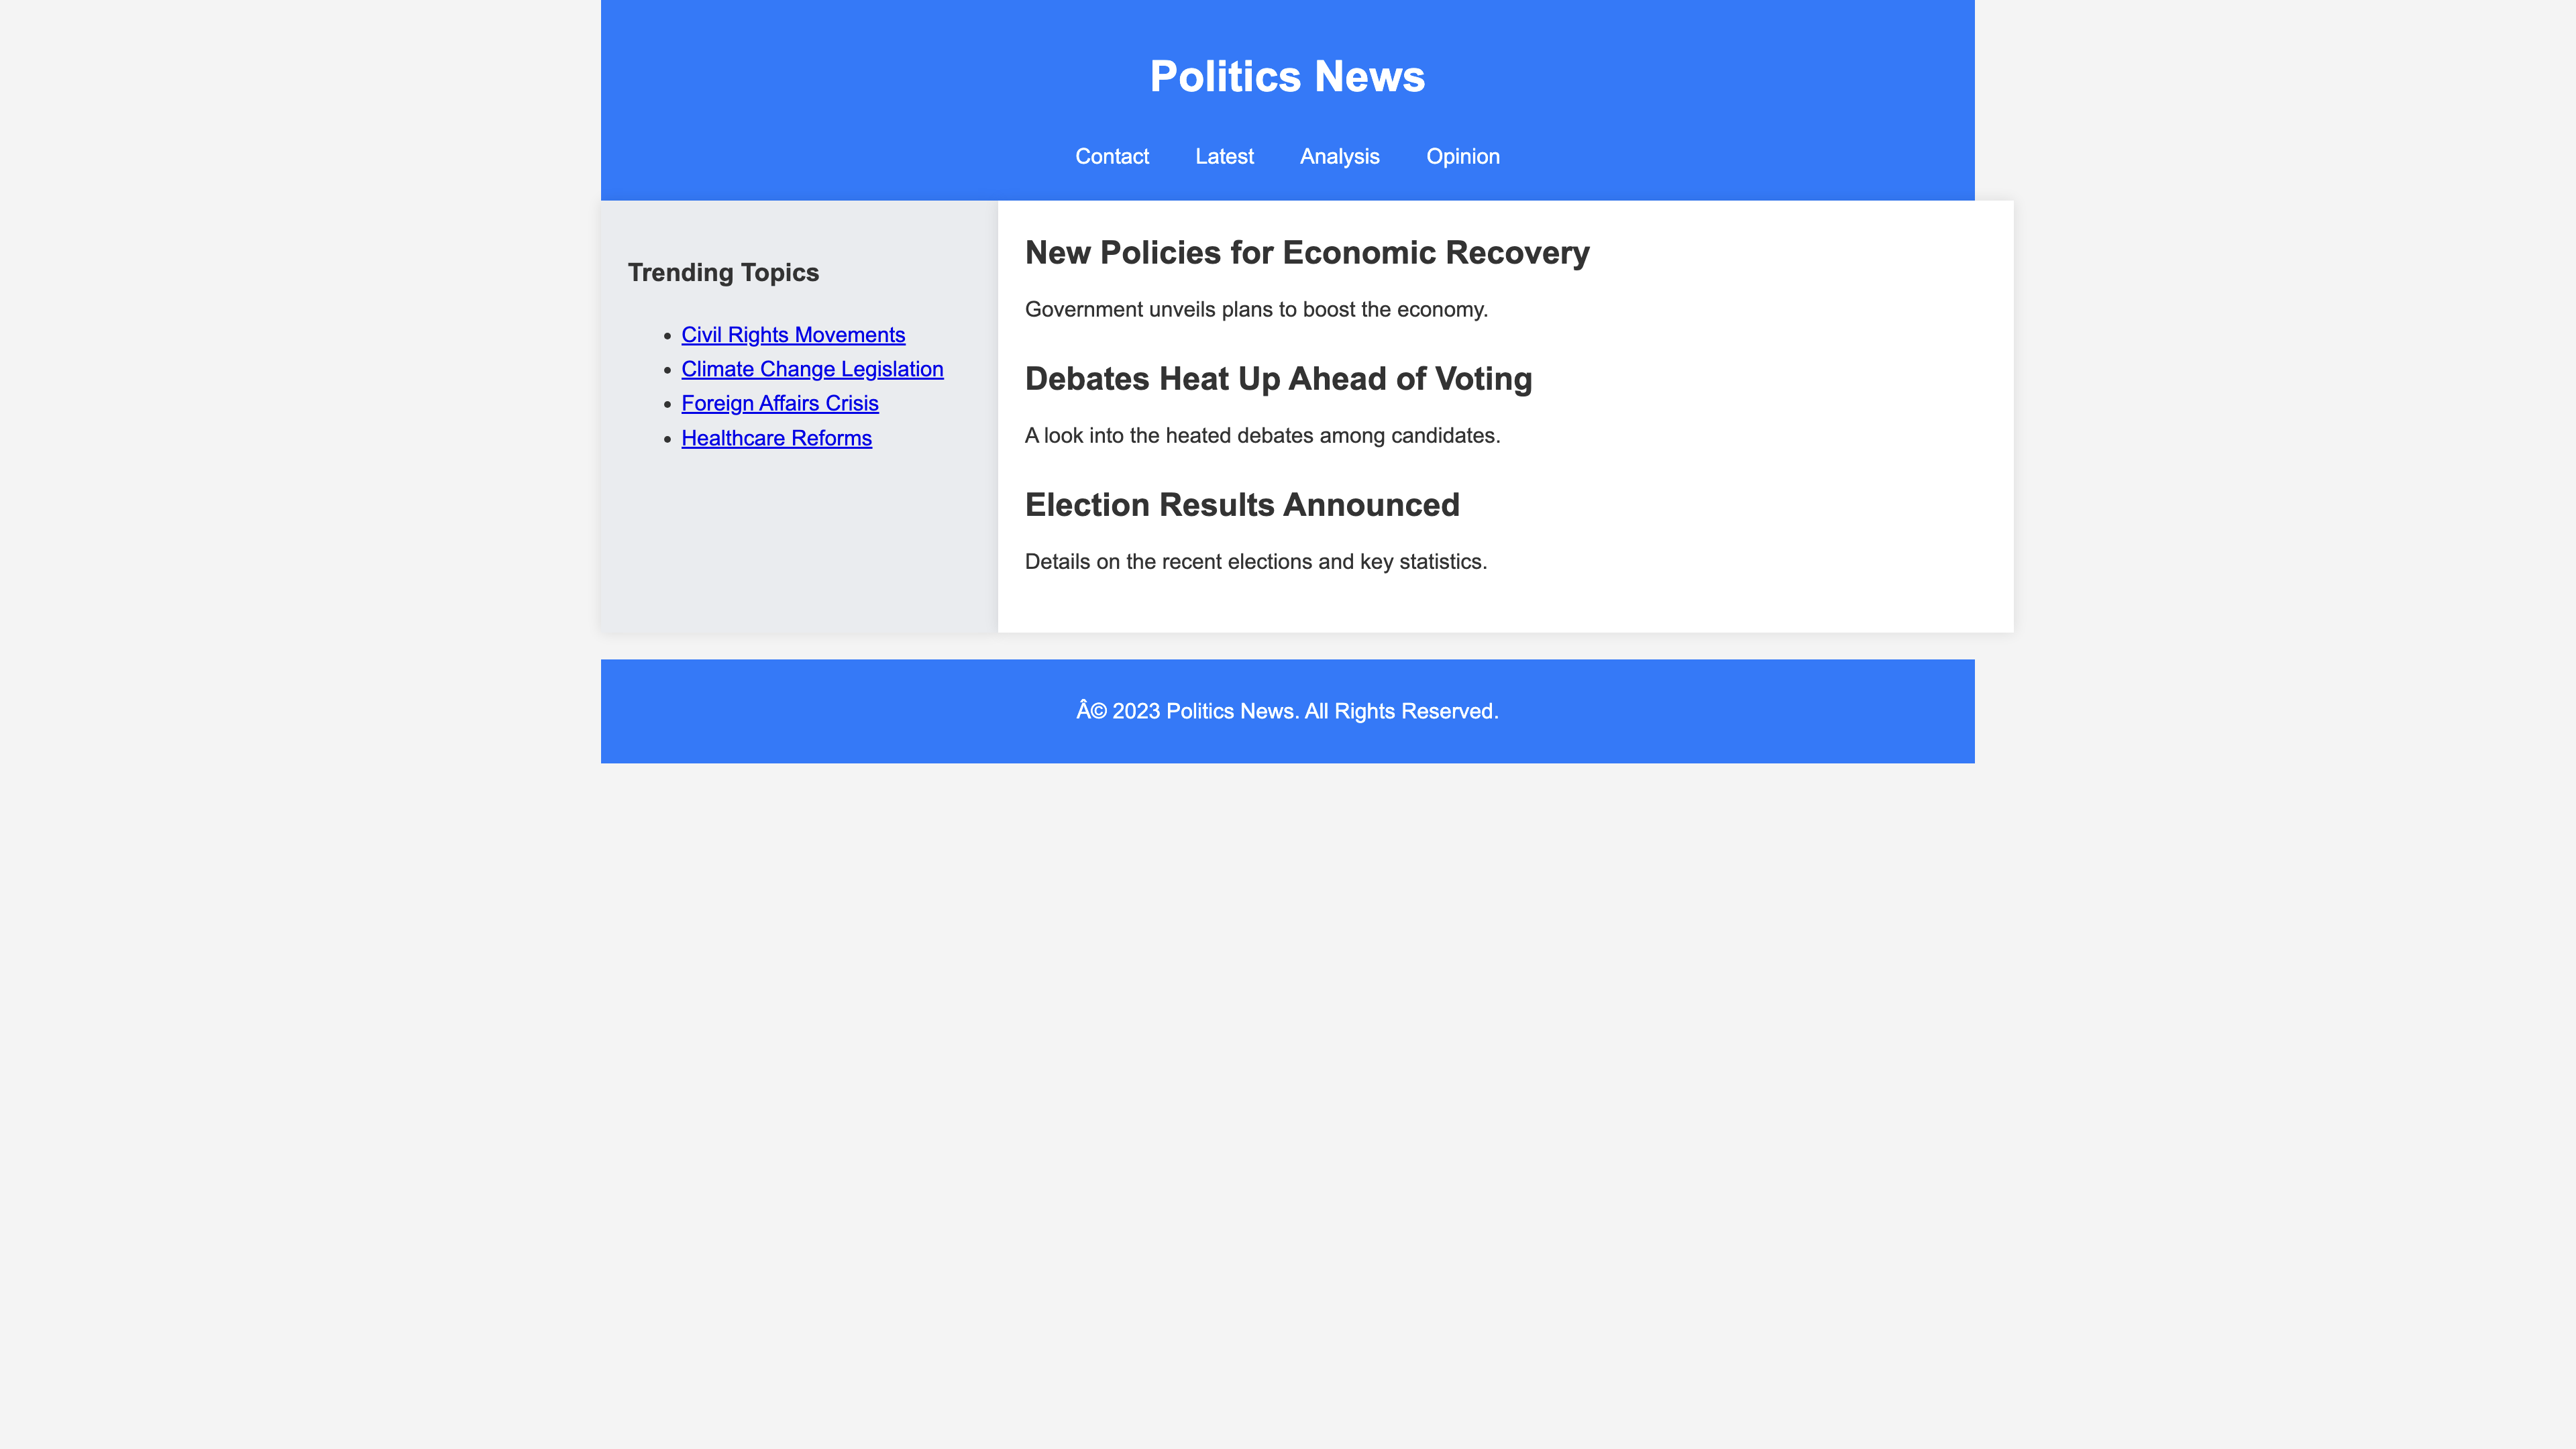 Politics News
Contact Latest Analysis Opinion
Trending Topics
Civil Rights Movements
Climate Change Legislation
Foreign Affairs Crisis
Healthcare Reforms
New Policies for Economic Recovery
Government unveils plans to boost the economy.
Debates Heat Up Ahead of Voting
A look into the heated debates among candidates.
Election Results Announced
Details on the recent elections and key statistics.
Â© 2023 Politics News. All Rights Reserved.